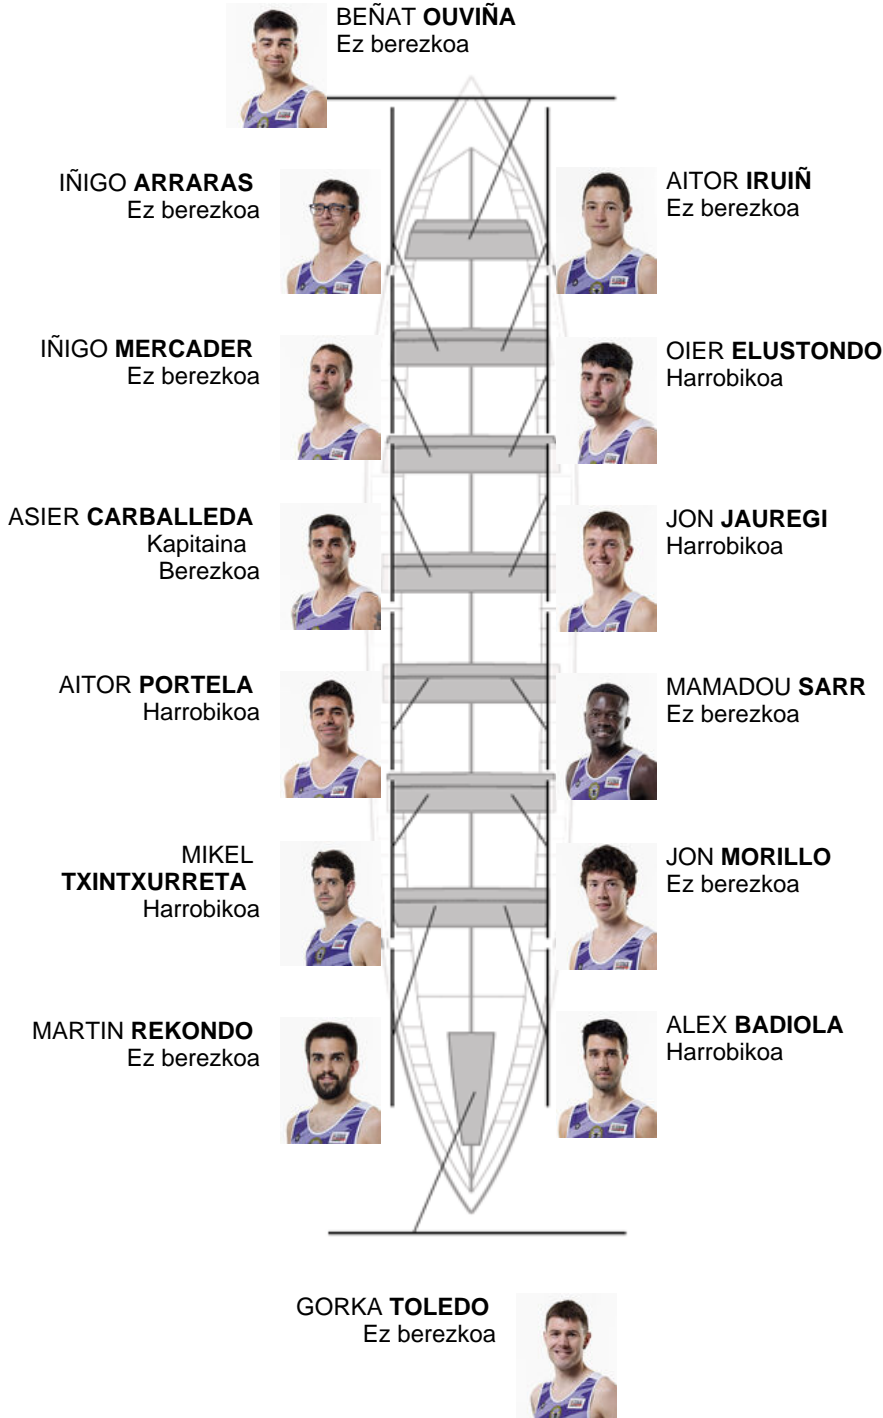 BEÑAT OUVIÑA
Ez berezkoa
IÑIGO ARRARAS
Ez berezkoa
AITOR IRUIÑ
Ez berezkoa
IÑIGO MERCADER
Ez berezkoa
OIER ELUSTONDO
Harrobikoa
ASIER CARBALLEDA
Kapitaina
Berezkoa
JON JAUREGI
Harrobikoa
AITOR PORTELA
Harrobikoa
MAMADOU SARR
Ez berezkoa
MIKEL
TXINTXURRETA
Harrobikoa
JON MORILLO
Ez berezkoa
MARTIN REKONDO
Ez berezkoa
ALEX BADIOLA
Harrobikoa
GORKA TOLEDO
Ez berezkoa